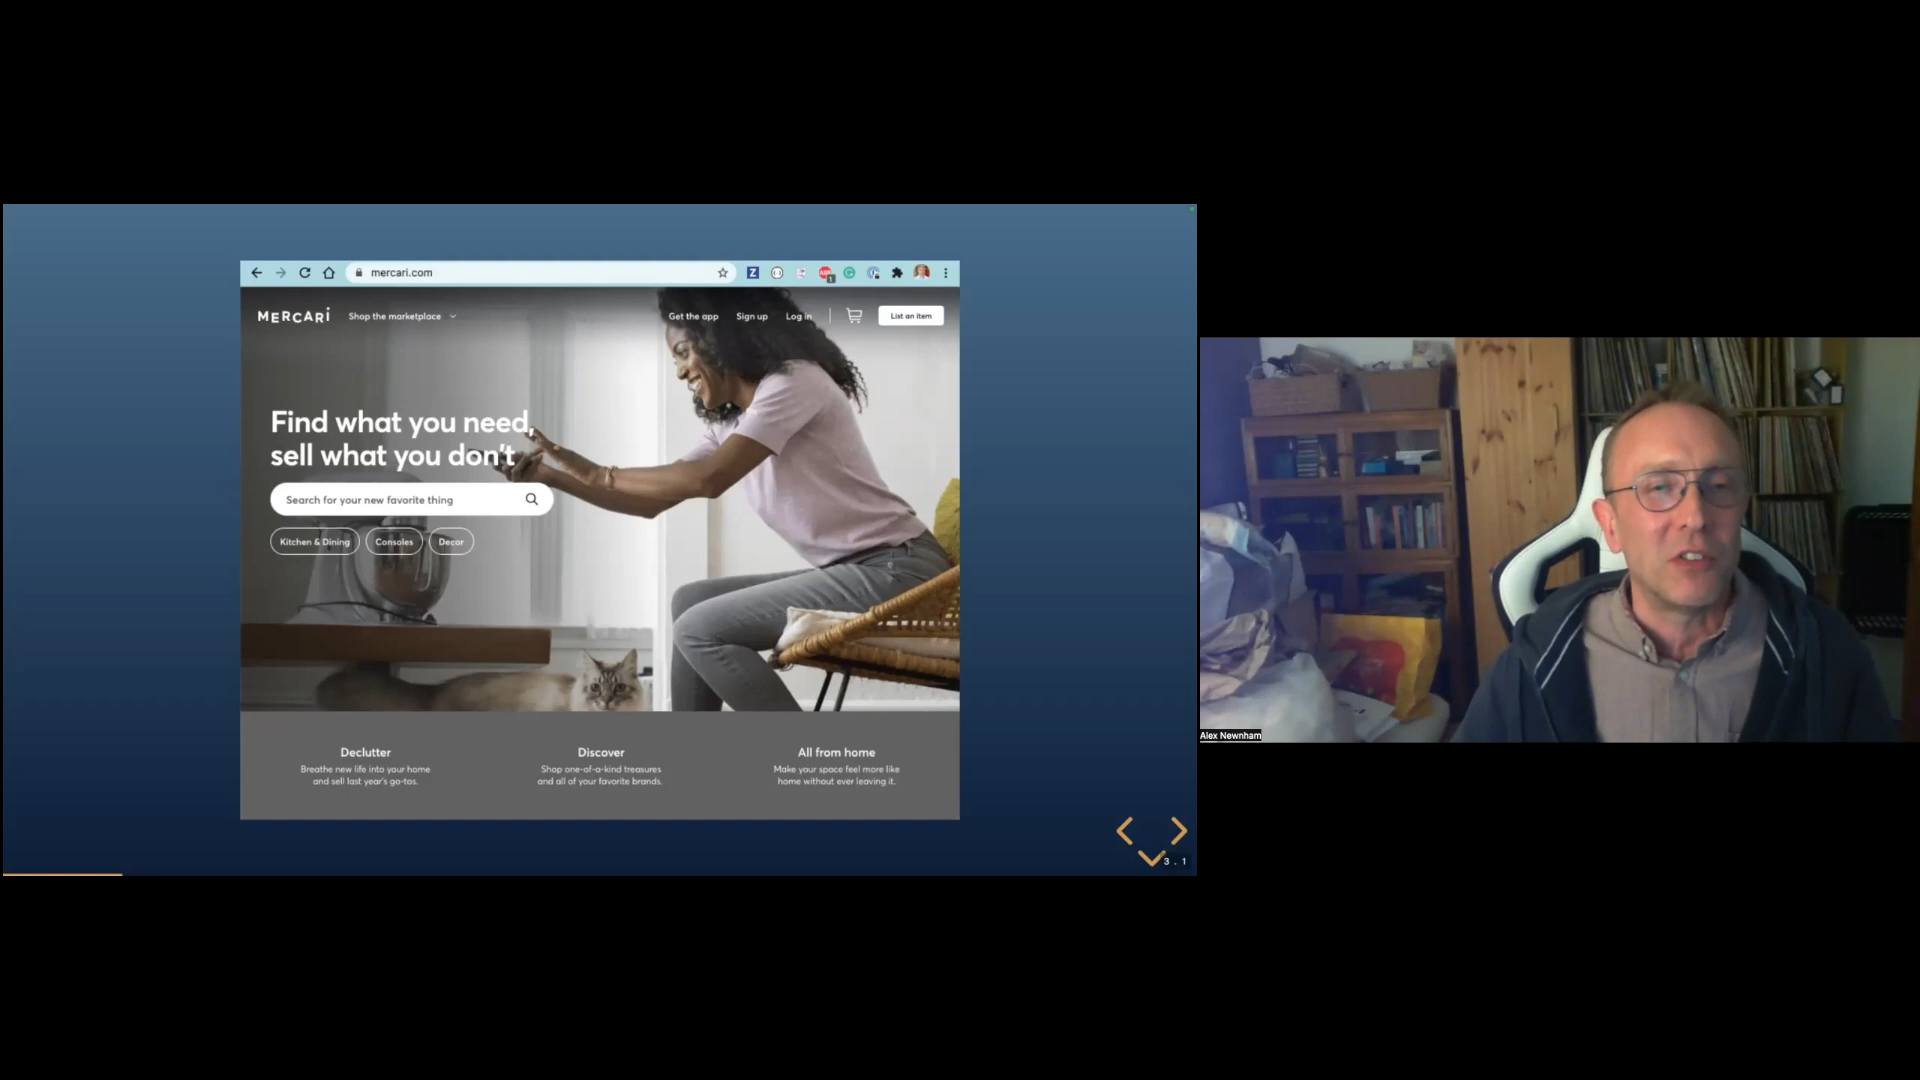 mercari.com
MERCARI
Shop the marketplace
Get the app
Sign up
Log in
List an item
Find what you need,
sell what you don't
Search for your new favorite thing
Kitchen & Dining
Consoles
Decor
Declutter
Breathe new life into your home
and sell last year's go-tos.
Discover
Shop one-of-a-kind treasures
and all of your favorite brands.
All from home
Make your space feel more like
home without ever leaving it.
3 . 1
Alex Newnham